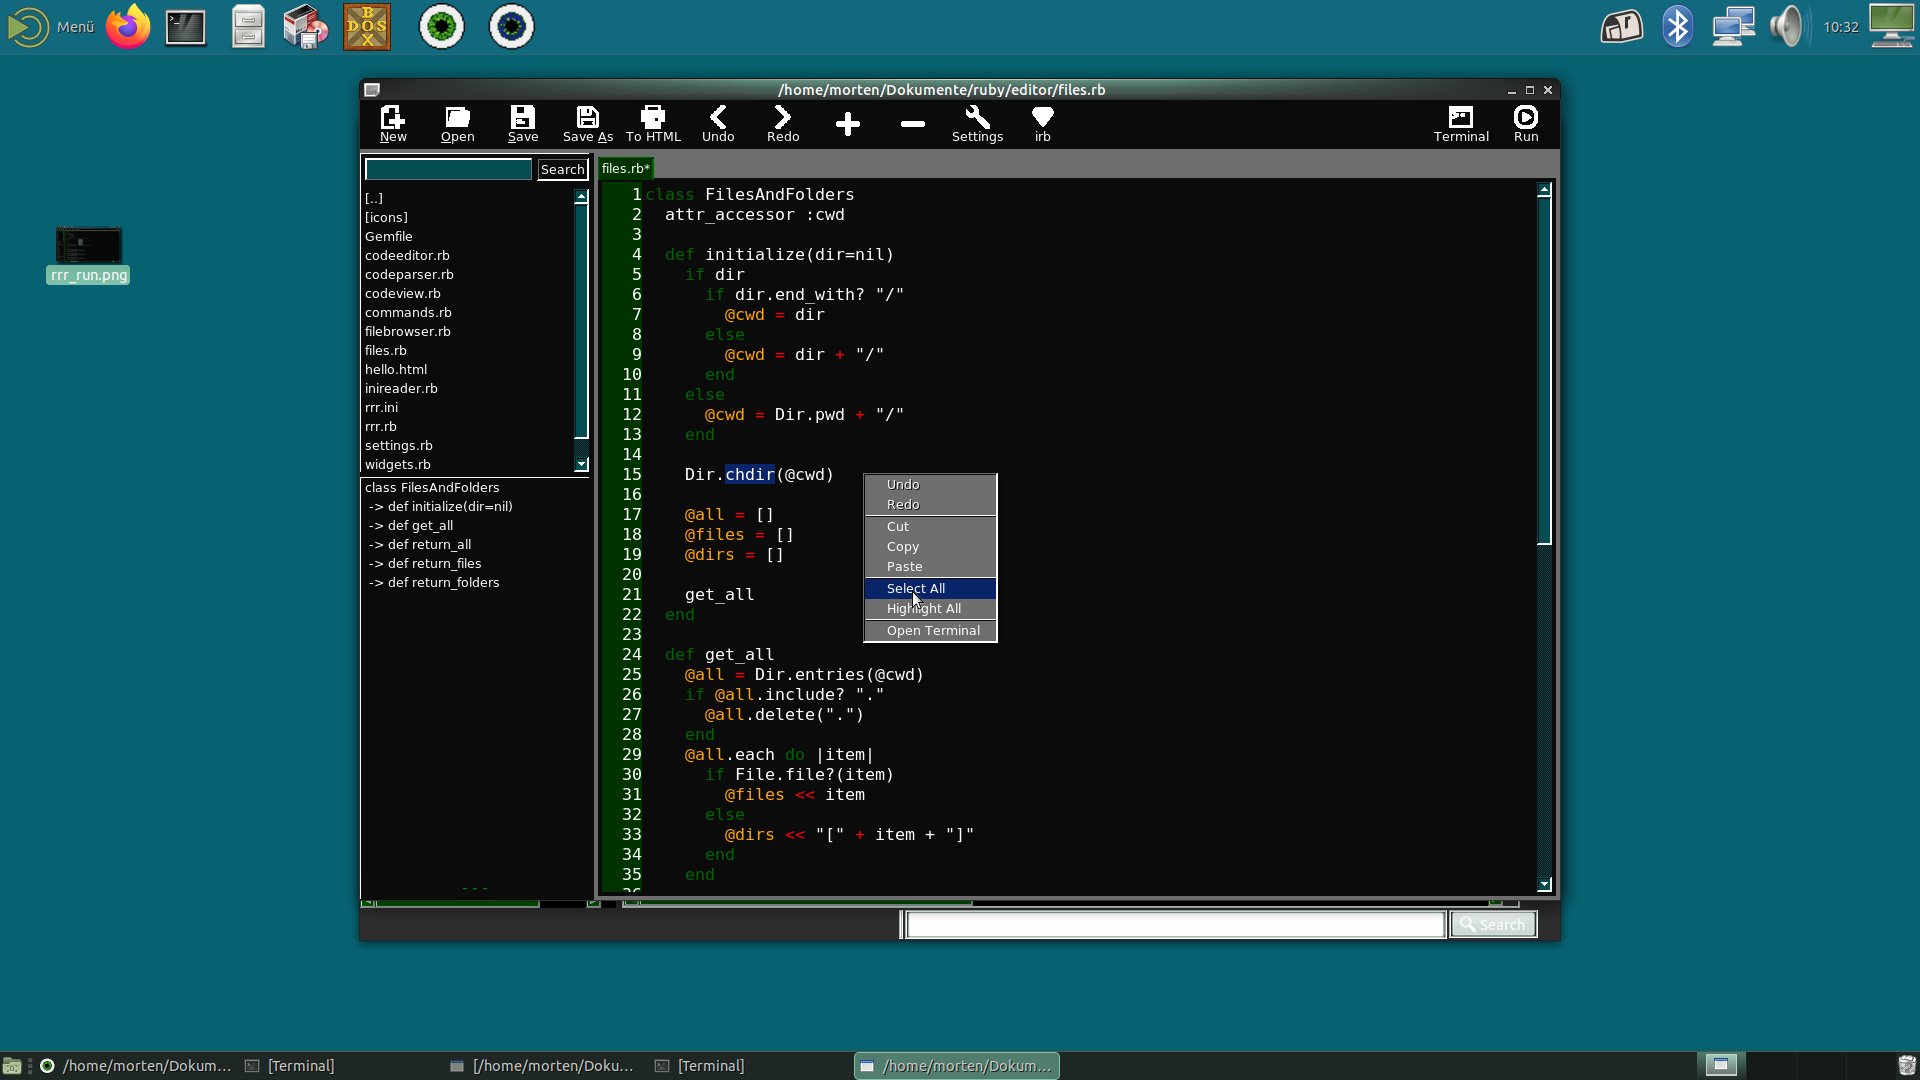 Menü
BOX
DOS
10:32
rrr_run.png
/home/morten/Dokumente/ruby/editor/files.rb
New Open Save Save As To HTML Undo Redo Settings irb Terminal Run
Search
[..]
[icons]
Gemfile
codeeditor.rb
codeparser.rb
codeview.rb
commands.rb
filebrowser.rb
files.rb
hello.html
inireader.rb
rrr.ini
rrr.rb
settings.rb
widgets.rb
class FilesAndFolders
-> def initialize(dir=nil)
-> def get_all
-> def return_all
-> def return_files
-> def return_folders
---
files.rb*
1 class FilesAndFolders
2   attr_accessor :cwd
3
4   def initialize(dir=nil)
5     if dir
6       if dir.end_with? "/"
7         @cwd = dir
8       else
9         @cwd = dir + "/"
10       end
11     else
12       @cwd = Dir.pwd + "/"
13     end
14
15     Dir.chdir(@cwd)
16
17     @all = []
18     @files = []
19     @dirs = []
20
21     get_all
22   end
23
24   def get_all
25     @all = Dir.entries(@cwd)
26     if @all.include? "."
27       @all.delete(".")
28     end
29     @all.each do |item|
30       if File.file?(item)
31         @files << item
32       else
33         @dirs << "[" + item + "]"
34       end
35     end
Undo
Redo
Cut
Copy
Paste
Select All
Highlight All
Open Terminal
Search
/home/morten/Dokum... [Terminal] [/home/morten/Doku... [Terminal] /home/morten/Dokum...